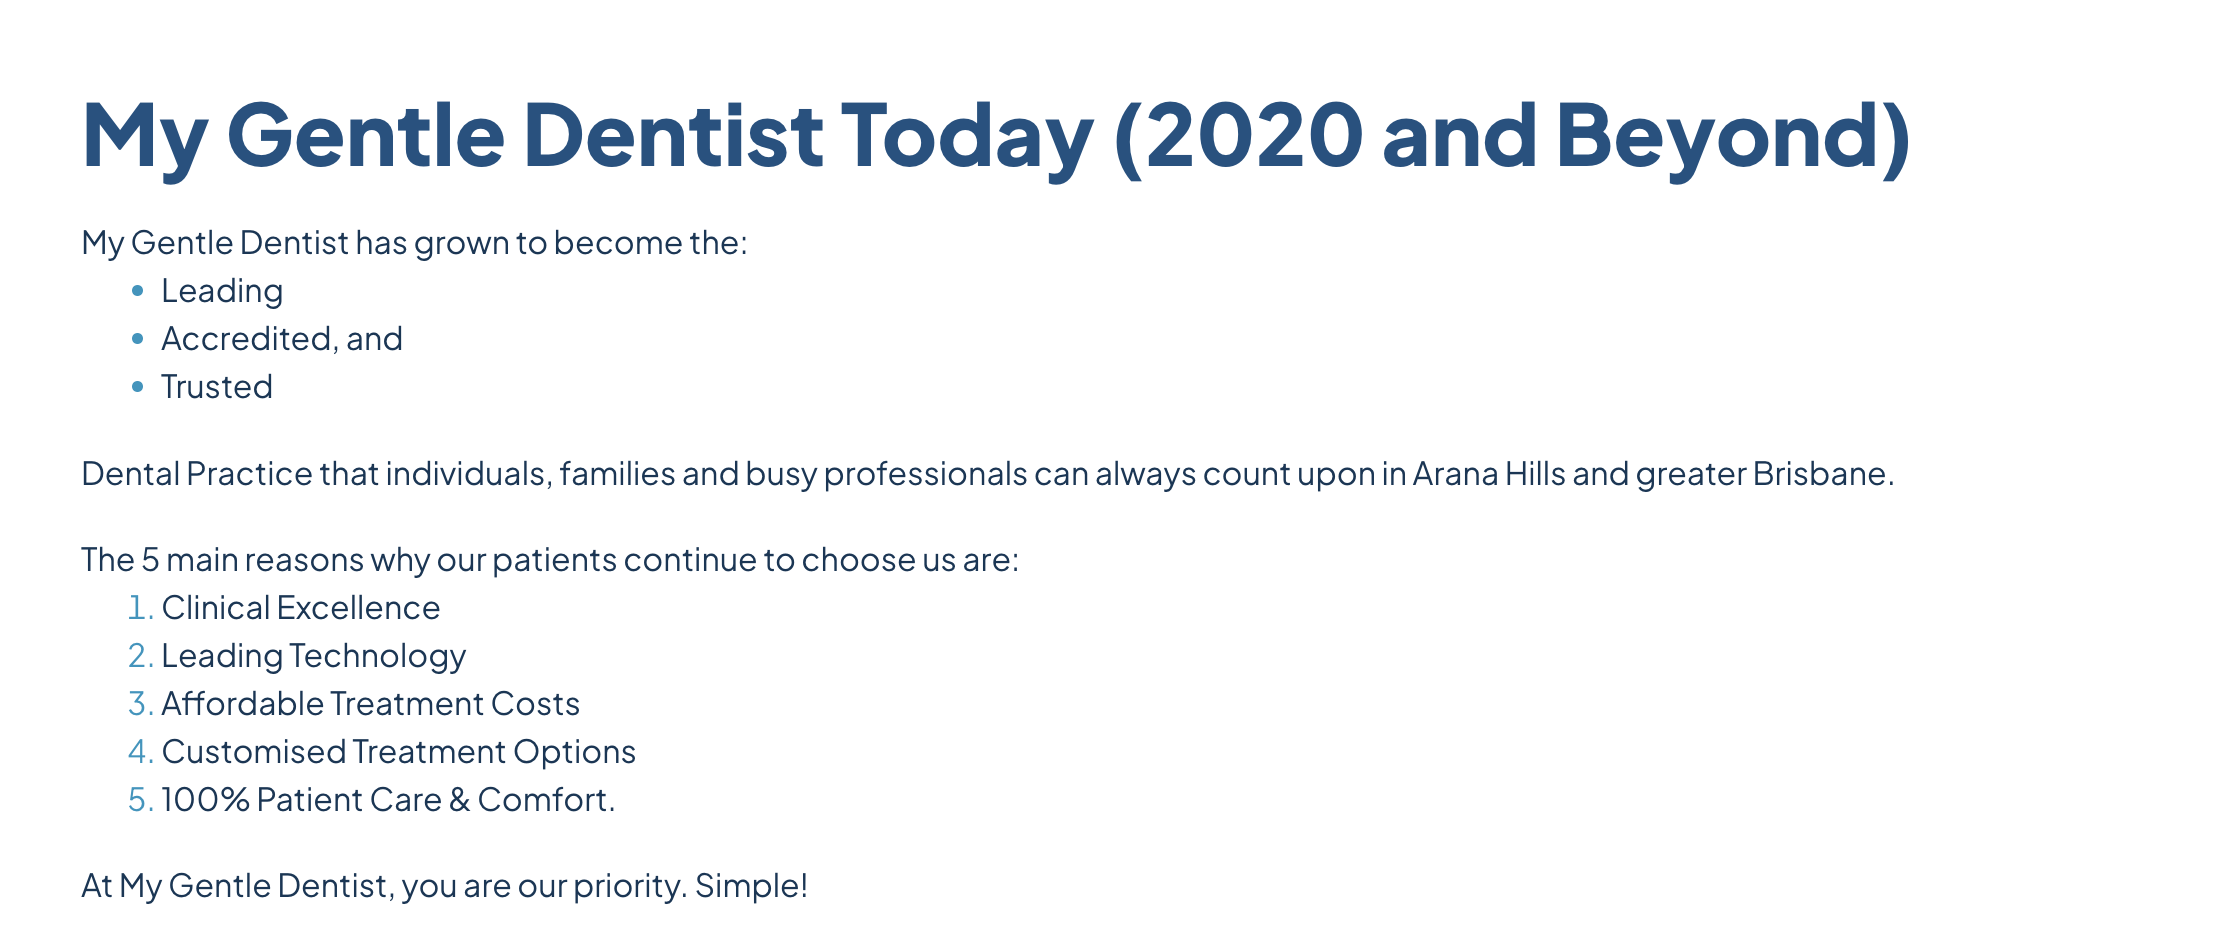 My Gentle Dentist Today (2020 and Beyond)
My Gentle Dentist has grown to become the:
• Leading
• Accredited, and
• Trusted
Dental Practice that individuals, families and busy professionals can always count upon in Arana Hills and greater Brisbane.
The 5 main reasons why our patients continue to choose us are:
1. Clinical Excellence
2. Leading Technology
3. Affordable Treatment Costs
4. Customised Treatment Options
5. 100% Patient Care & Comfort.
At My Gentle Dentist, you are our priority. Simple!